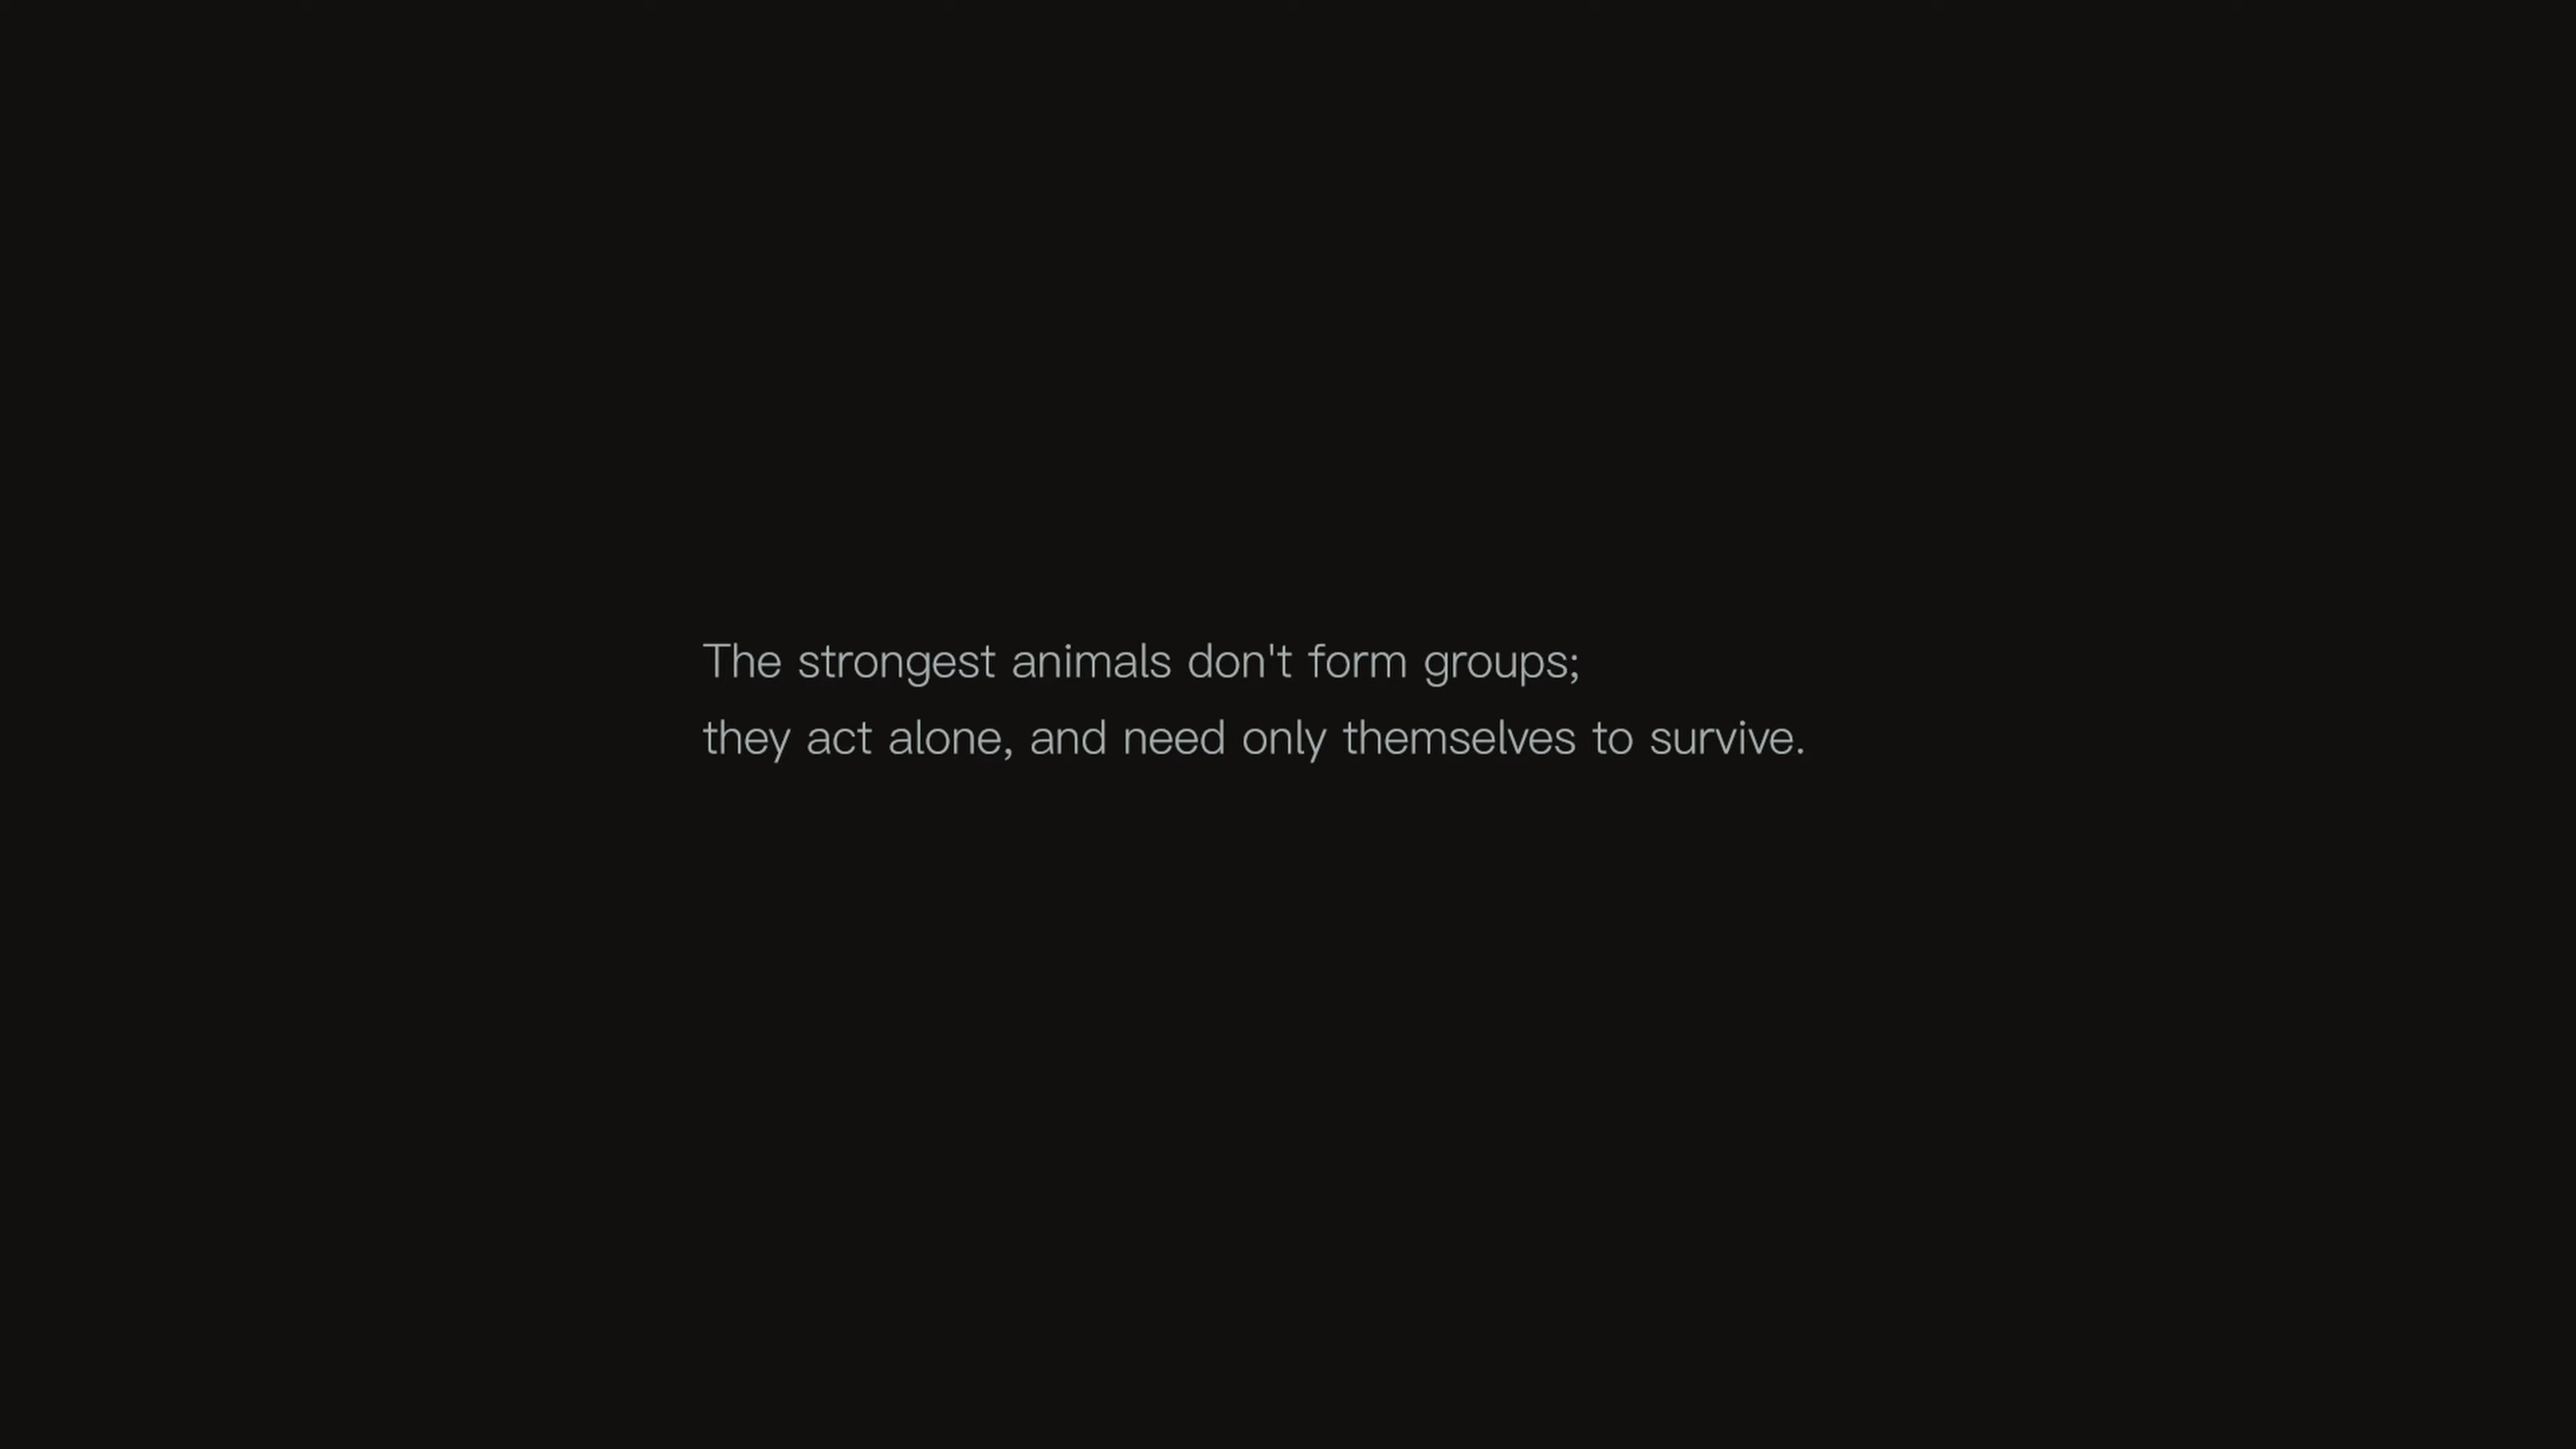 The strongest animals don't form groups;
they act alone, and need only themselves to survive.